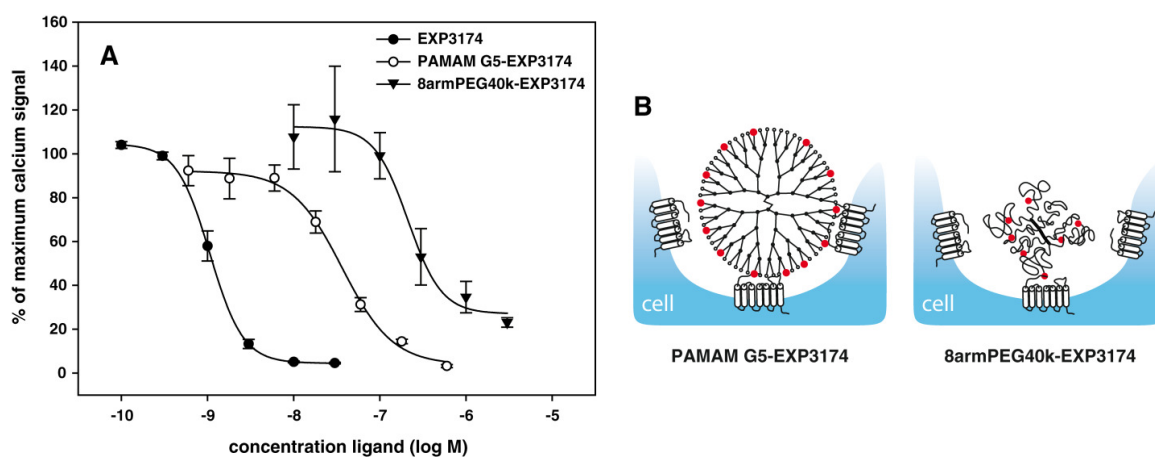 A
EXP3174
PAMAM G5-EXP3174
8armPEG40k-EXP3174
% of maximum calcium signal
160
140
120
100
80
60
40
20
0
-10 -9 -8 -7 -6 -5
concentration ligand (log M)
B
cell
cell
PAMAM G5-EXP3174
8armPEG40k-EXP3174